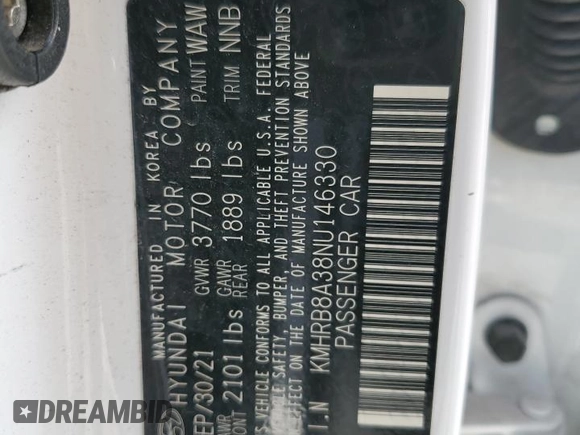 MANUFACTURED IN KOREA BY
HYUNDAI MOTOR COMPANY
EP/30/21 GVWR 3770 lbs PAINT WAW
GAWR
ONT 2101 lbs REAR 1889 lbs TRIM NNB
S VEHICLE CONFORMS TO ALL APPLICABLE U.S.A. FEDERAL
VEHICLE SAFETY, BUMPER, AND THEFT PREVENTION STANDARDS
EFFECT ON THE DATE OF MANUFACTURE SHOWN ABOVE
I.N KMHRB8A38NU146330
PASSENGER CAR
DREAMBID